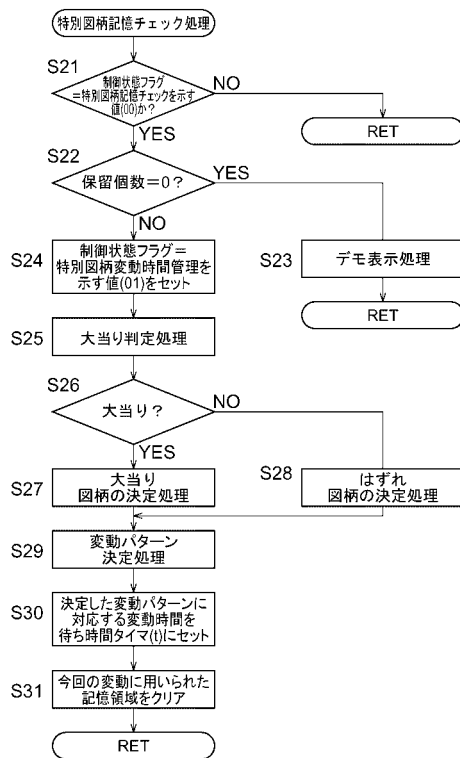 特別図柄記憶チェック処理
S21
制御状態フラグ
＝特別図柄記憶チェックを示す
値(00)か？
NO
RET
YES
S22
保留個数＝0？
YES
NO
S24
制御状態フラグ＝
特別図柄変動時間管理を
示す値(01)をセット
S23
デモ表示処理
RET
S25
大当り判定処理
S26
大当り？
NO
YES
S27
大当り
図柄の決定処理
S28
はずれ
図柄の決定処理
S29
変動パターン
決定処理
S30
決定した変動パターンに
対応する変動時間を
待ち時間タイマ(t)にセット
S31
今回の変動に用いられた
記憶領域をクリア
RET